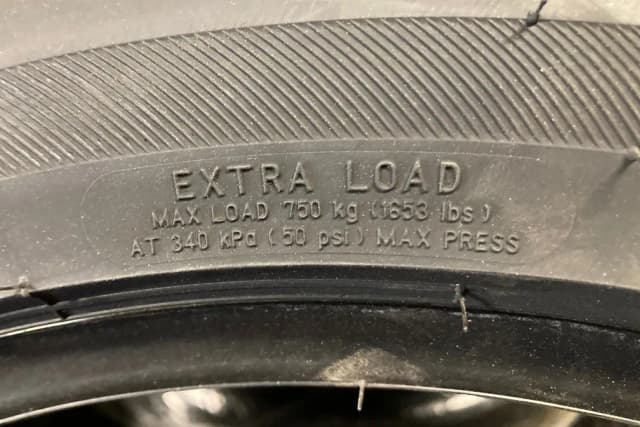 EXTRA LOAD
MAX LOAD 750 kg (1653 lbs)
AT 340 kPa (50 psi) MAX PRESS